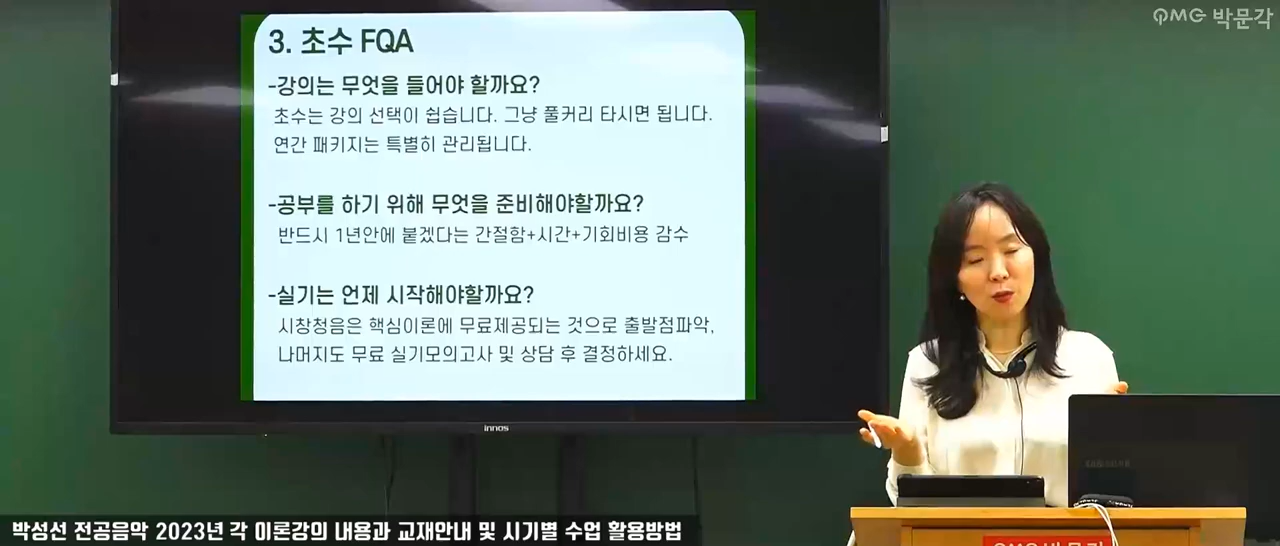 PMG 박문각
3. 초수 FQA
-강의는 무엇을 들어야 할까요?
초수는 강의 선택이 쉽습니다. 그냥 풀커리 타시면 됩니다.
연간 패키지는 특별히 관리됩니다.
-공부를 하기 위해 무엇을 준비해야할까요?
반드시 1년안에 붙겠다는 간절함+시간+기회비용 감수
-실기는 언제 시작해야할까요?
시창청음은 핵심이론에 무료제공되는 것으로 출발점파악,
나머지도 무료 실기모의고사 및 상담 후 결정하세요.
innos
SAMSUNG
PMG 박문각
박성선 전공음악 2023년 각 이론강의 내용과 교재안내 및 시기별 수업 활용방법